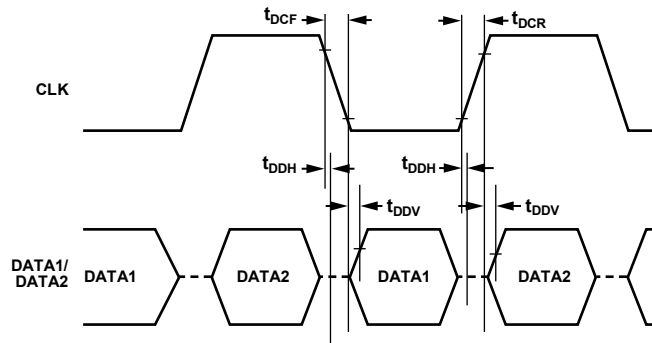 tDCF
tDCR
CLK
tDDH
tDDH
tDDV
tDDV
DATA1/
DATA2
DATA1
DATA2
DATA1
DATA2